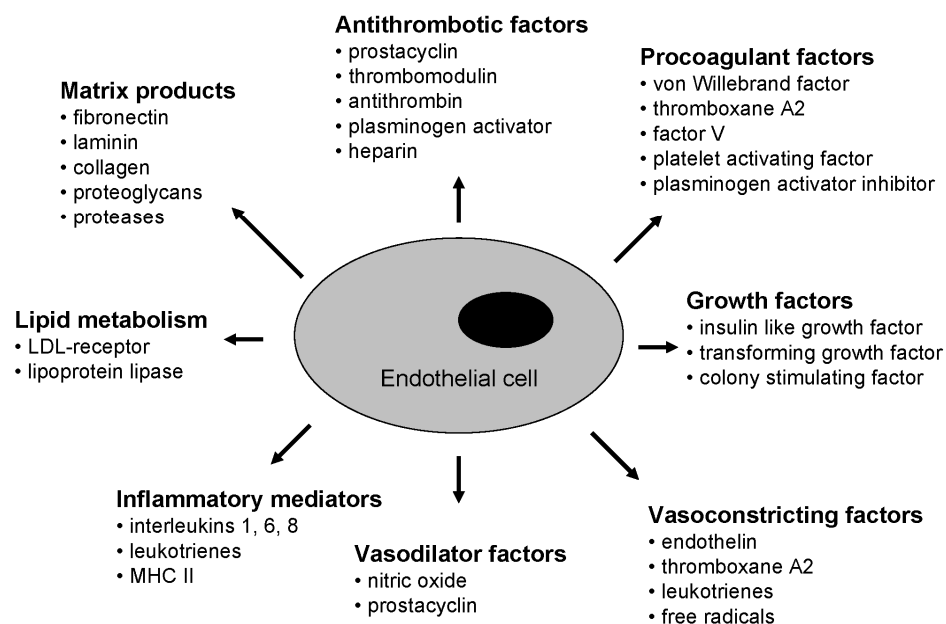 Antithrombotic factors
• prostacyclin
• thrombomodulin
• antithrombin
• plasminogen activator
• heparin
Procoagulant factors
• von Willebrand factor
• thromboxane A2
• factor V
• platelet activating factor
• plasminogen activator inhibitor
Matrix products
• fibronectin
• laminin
• collagen
• proteoglycans
• proteases
Lipid metabolism
• LDL-receptor
• lipoprotein lipase
Endothelial cell
Growth factors
• insulin like growth factor
• transforming growth factor
• colony stimulating factor
Inflammatory mediators
• interleukins 1, 6, 8
• leukotrienes
• MHC II
Vasodilator factors
• nitric oxide
• prostacyclin
Vasoconstricting factors
• endothelin
• thromboxane A2
• leukotrienes
• free radicals